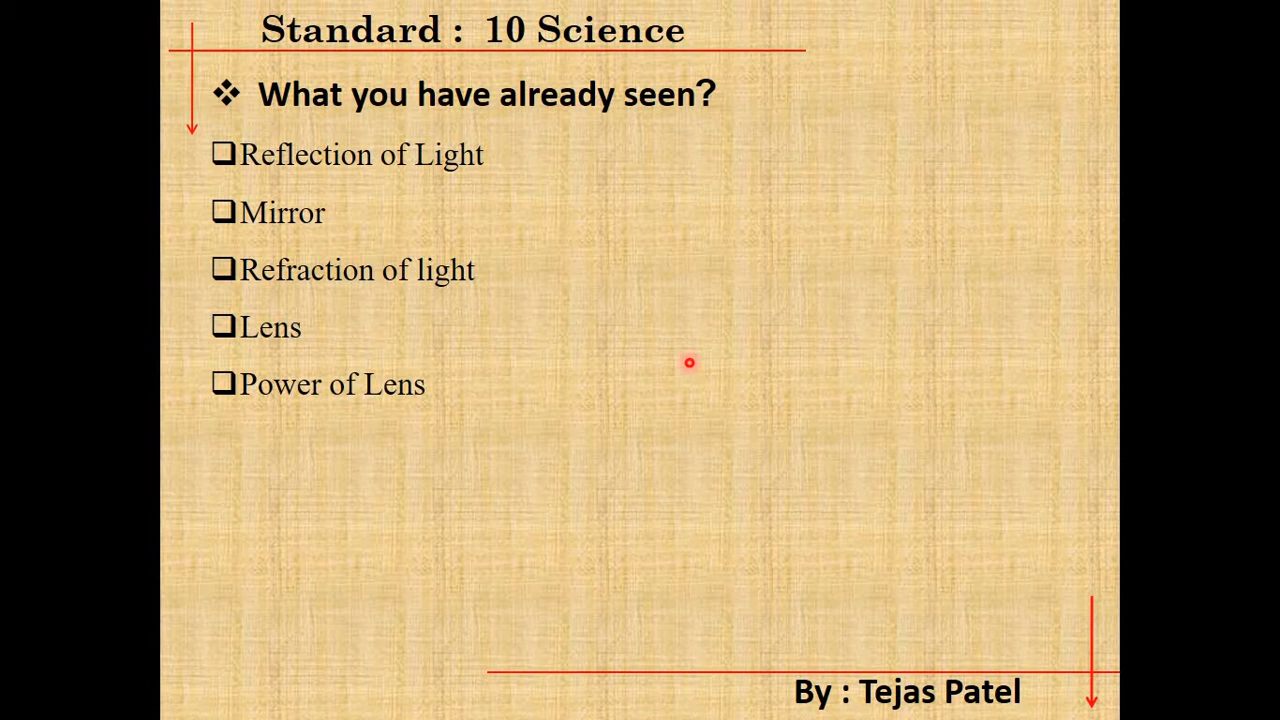 Standard : 10 Science
❖ What you have already seen?
❑Reflection of Light
❑Mirror
❑Refraction of light
❑Lens
❑Power of Lens
By : Tejas Patel